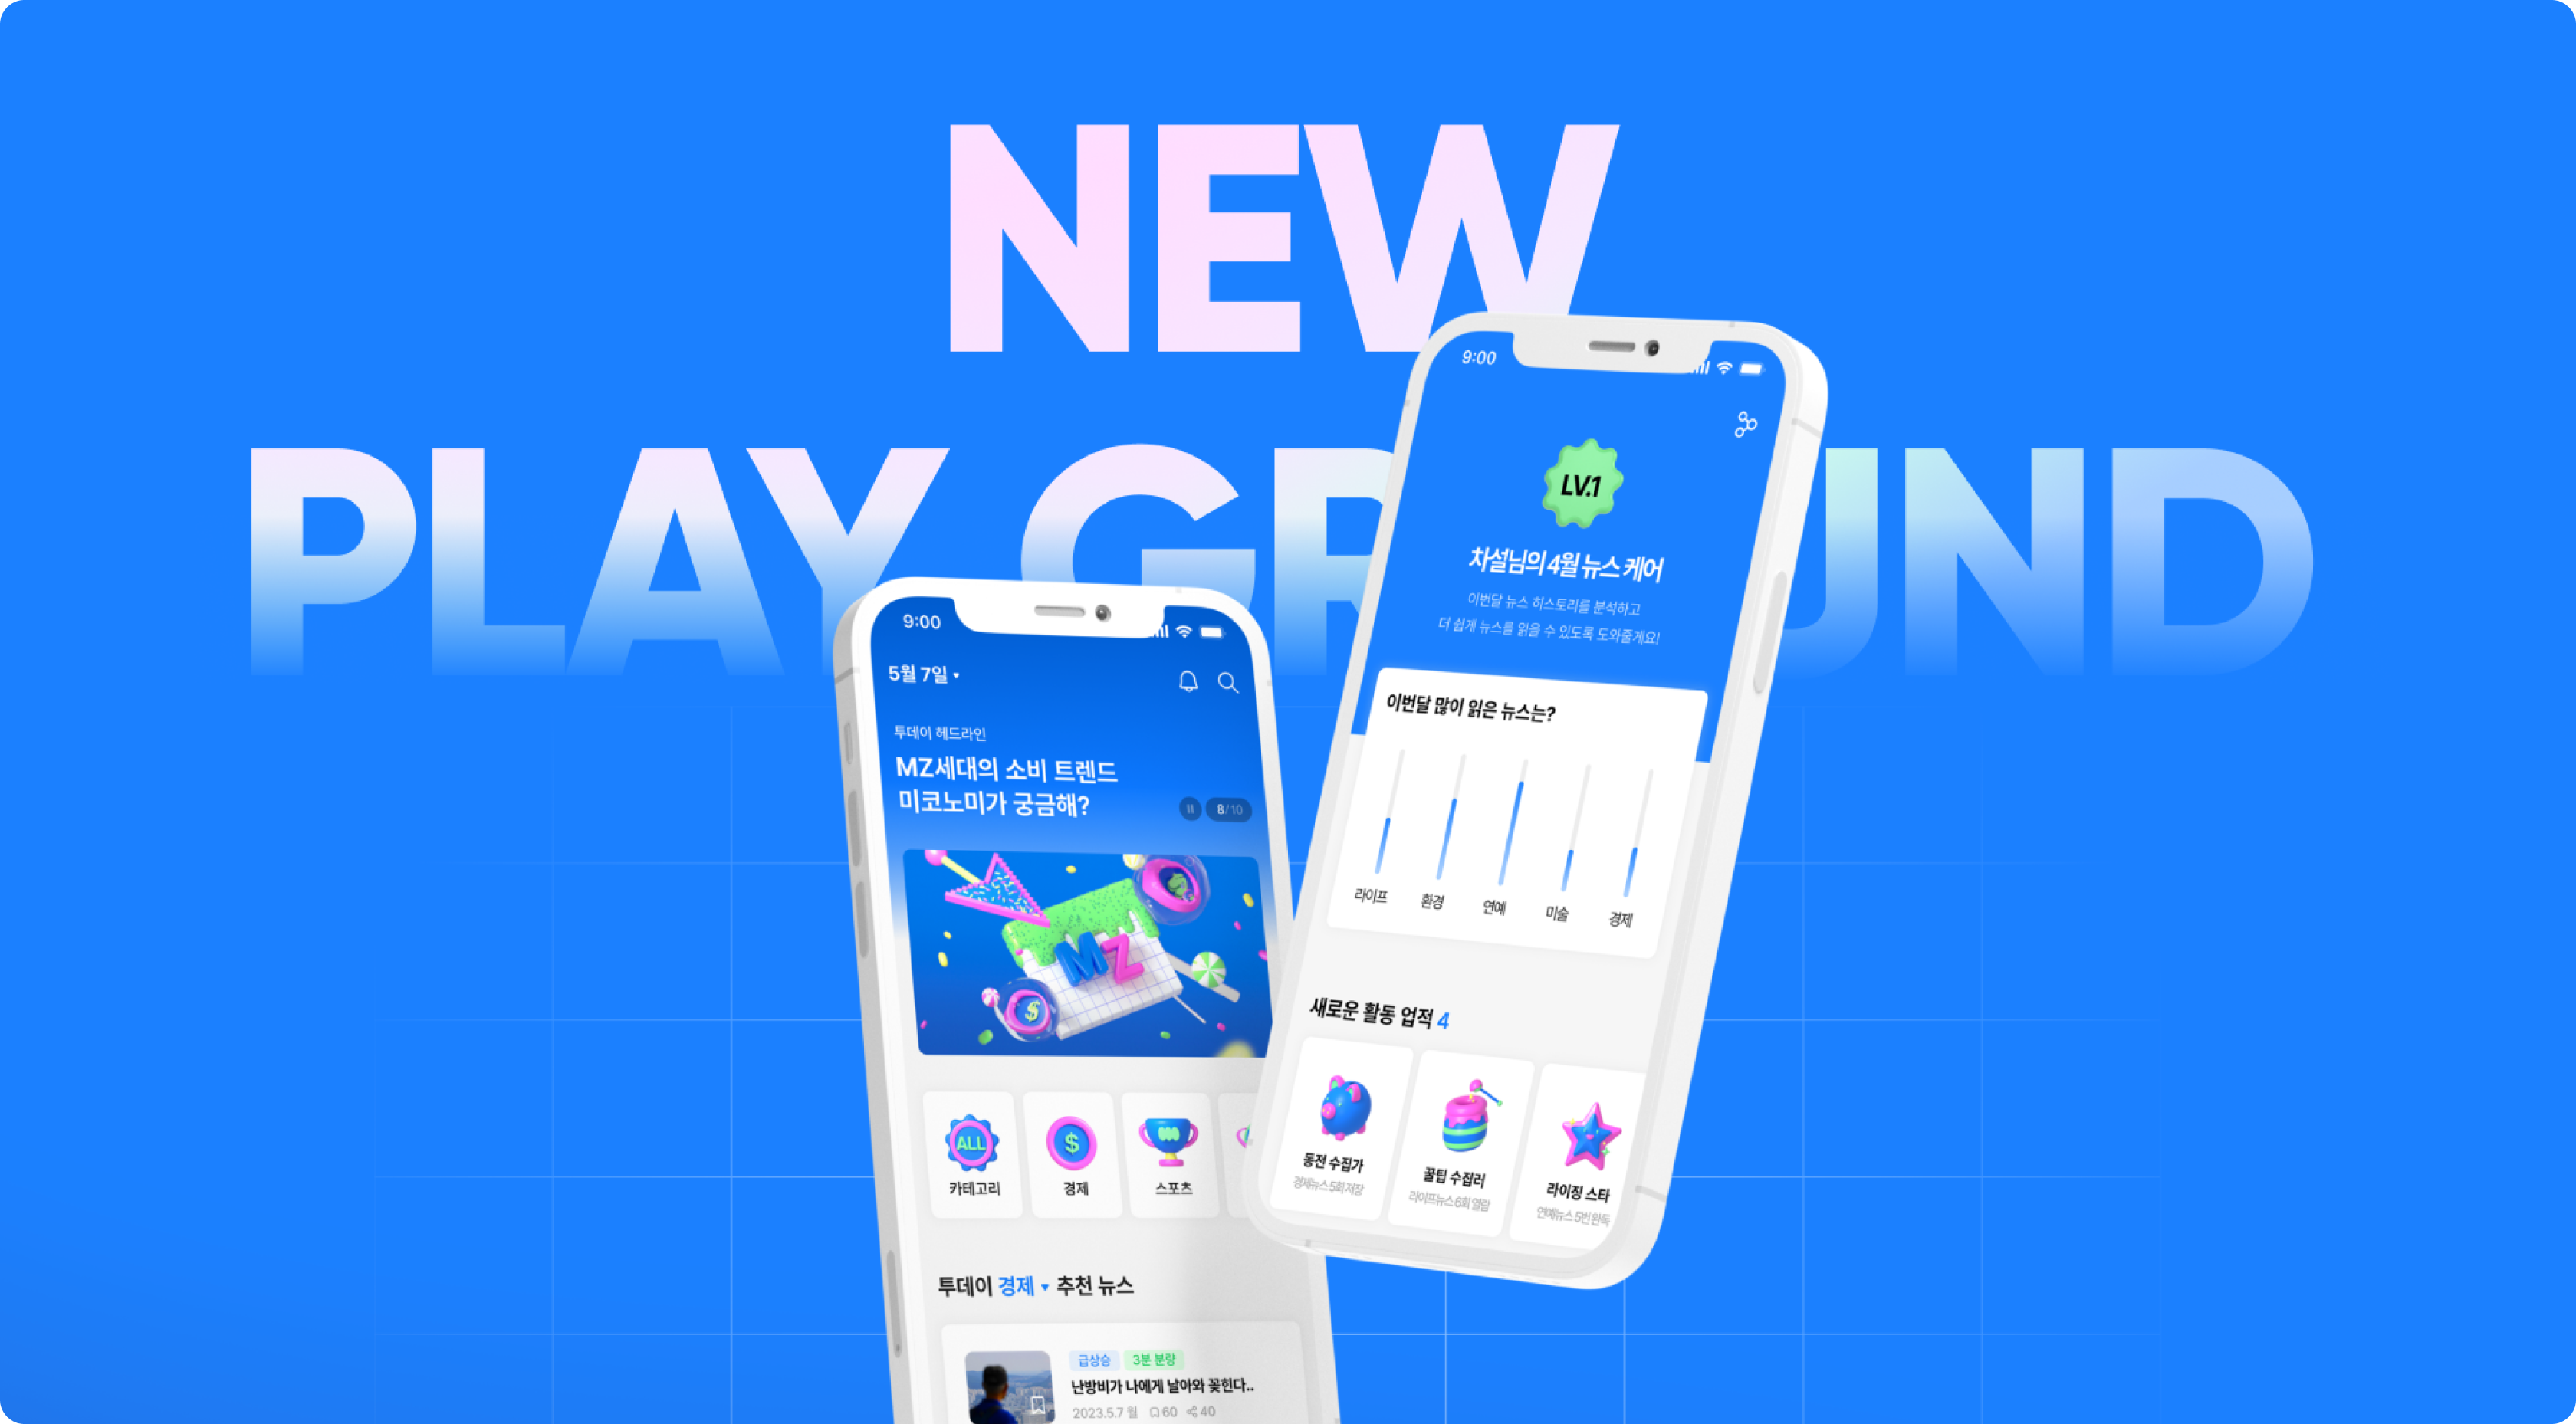 NEW
PLAY GROUND
9:00
5월 7일
투데이 헤드라인
MZ세대의 소비 트렌드
미코노미가 궁금해?
8/10
MZ
$
$
ALL
$
카테고리
경제
스포츠
투데이 경제 추천 뉴스
급상승
3분 분량
난방비가 나에게 날아와 꽂힌다..
2023.5.7 월
60
40
9:00
LV.1
차설님의 4월 뉴스 케어
이번달 뉴스 히스토리를 분석하고
더 쉽게 뉴스를 읽을 수 있도록 도와줄게요!
이번달 많이 읽은 뉴스는?
라이프
환경
연예
미술
경제
새로운 활동 업적 4
동전 수집가
경제뉴스 5회 저장
꿀팁 수집러
라이프뉴스 6회 열람
라이징 스타
연예뉴스 5번 완독